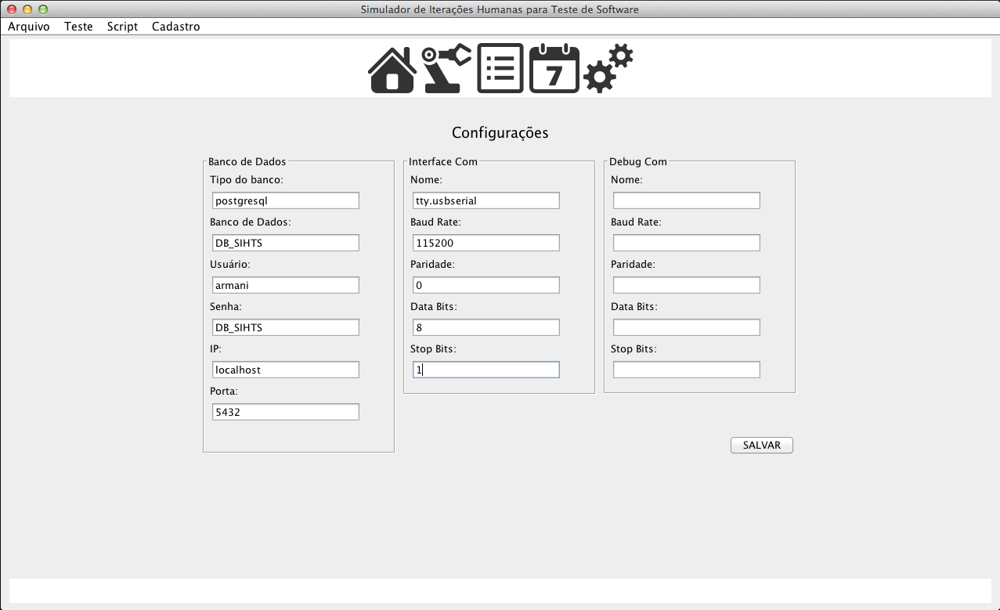 Simulador de Iterações Humanas para Teste de Software
Arquivo Teste Script Cadastro
7
Configurações
Banco de Dados
Tipo do banco:
postgresql
Banco de Dados:
DB_SIHTS
Usuário:
armani
Senha:
DB_SIHTS
IP:
localhost
Porta:
5432
Interface Com
Nome:
tty.usbserial
Baud Rate:
115200
Paridade:
0
Data Bits:
8
Stop Bits:
1
Debug Com
Nome:
Baud Rate:
Paridade:
Data Bits:
Stop Bits:
SALVAR